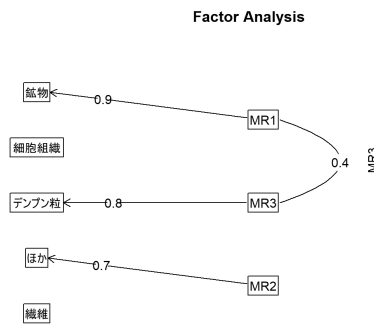 Factor Analysis
鉱物
0.9
MR1
細胞組織
0.4
MR3
デンプン粒
0.8
MR3
ほか
0.7
MR2
繊維